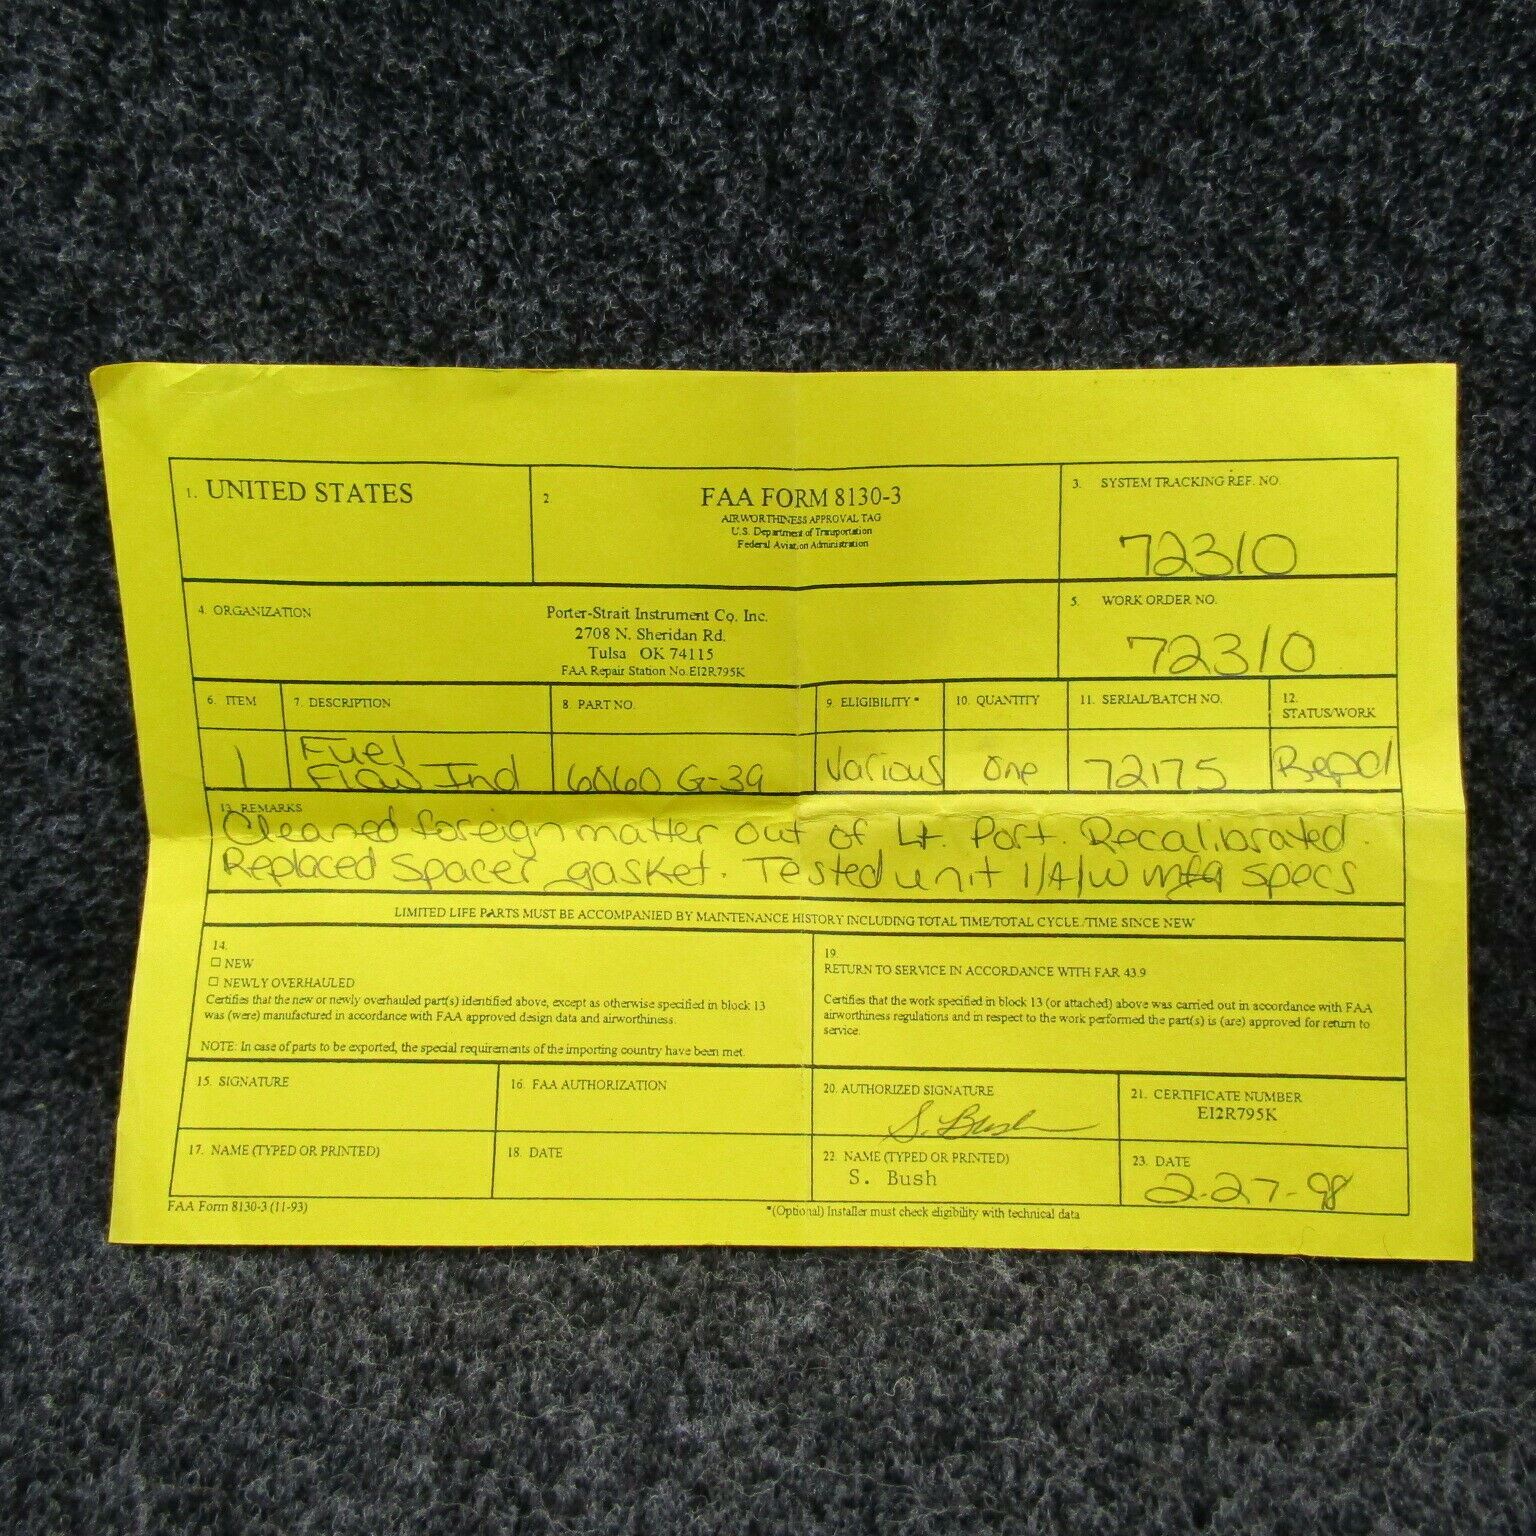 1. UNITED STATES
2
FAA FORM 8130-3
AIRWORTHINESS APPROVAL TAG
U.S. Department of Transportation
Federal Aviation Administration
3. SYSTEM TRACKING REF. NO.
72310
4. ORGANIZATION
Porter-Strait Instrument Co. Inc.
2708 N. Sheridan Rd.
Tulsa OK 74115
FAA Repair Station No.EI2R795K
5. WORK ORDER NO.
72310
6. ITEM
7. DESCRIPTION
8. PART NO.
9. ELIGIBILITY *
10. QUANTITY
11. SERIAL/BATCH NO.
12.
STATUS/WORK
1
Fuel
Flow Ind
6060 G-39
Various
One
72175
Repd
13. REMARKS
Cleaned foreign matter out of Lt. Port. Recalibrated.
Replaced spacer gasket. Tested unit I/A/W mfg specs
LIMITED LIFE PARTS MUST BE ACCOMPANIED BY MAINTENANCE HISTORY INCLUDING TOTAL TIME/TOTAL CYCLE/TIME SINCE NEW
14.
☐ NEW
☐ NEWLY OVERHAULED
Certifies that the new or newly overhauled part(s) identified above, except as otherwise specified in block 13
was (were) manufactured in accordance with FAA approved design data and airworthiness.
NOTE: In case of parts to be exported, the special requirements of the importing country have been met.
19.
RETURN TO SERVICE IN ACCORDANCE WITH FAR 43.9
Certifies that the work specified in block 13 (or attached) above was carried out in accordance with FAA
airworthiness regulations and in respect to the work performed the part(s) is (are) approved for return to
service.
15. SIGNATURE
16. FAA AUTHORIZATION
20. AUTHORIZED SIGNATURE
S. Bush
21. CERTIFICATE NUMBER
EI2R795K
17. NAME (TYPED OR PRINTED)
18. DATE
22. NAME (TYPED OR PRINTED)
S. Bush
23. DATE
2-27-98
FAA Form 8130-3 (11-93)
*(Optional) Installer must check eligibility with technical data